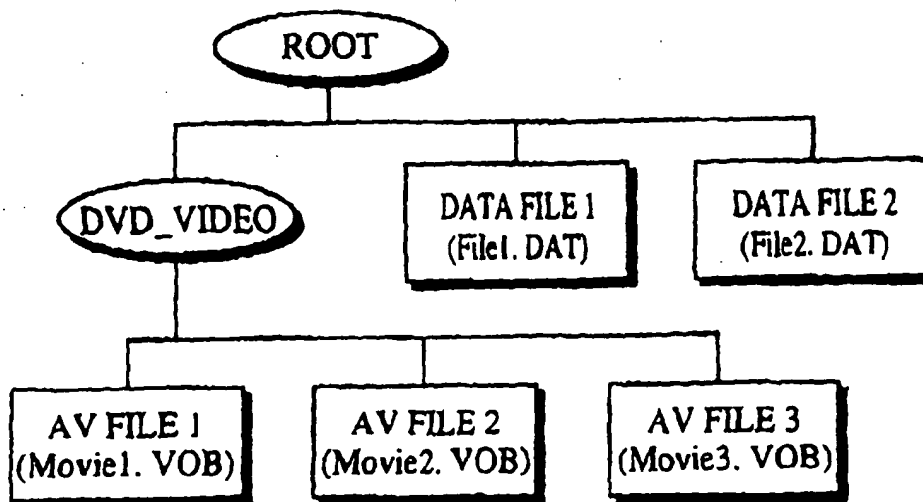 ROOT
DVD_VIDEO
DATA FILE 1
(File1. DAT)
DATA FILE 2
(File2. DAT)
AV FILE 1
(Movie1. VOB)
AV FILE 2
(Movie2. VOB)
AV FILE 3
(Movie3. VOB)